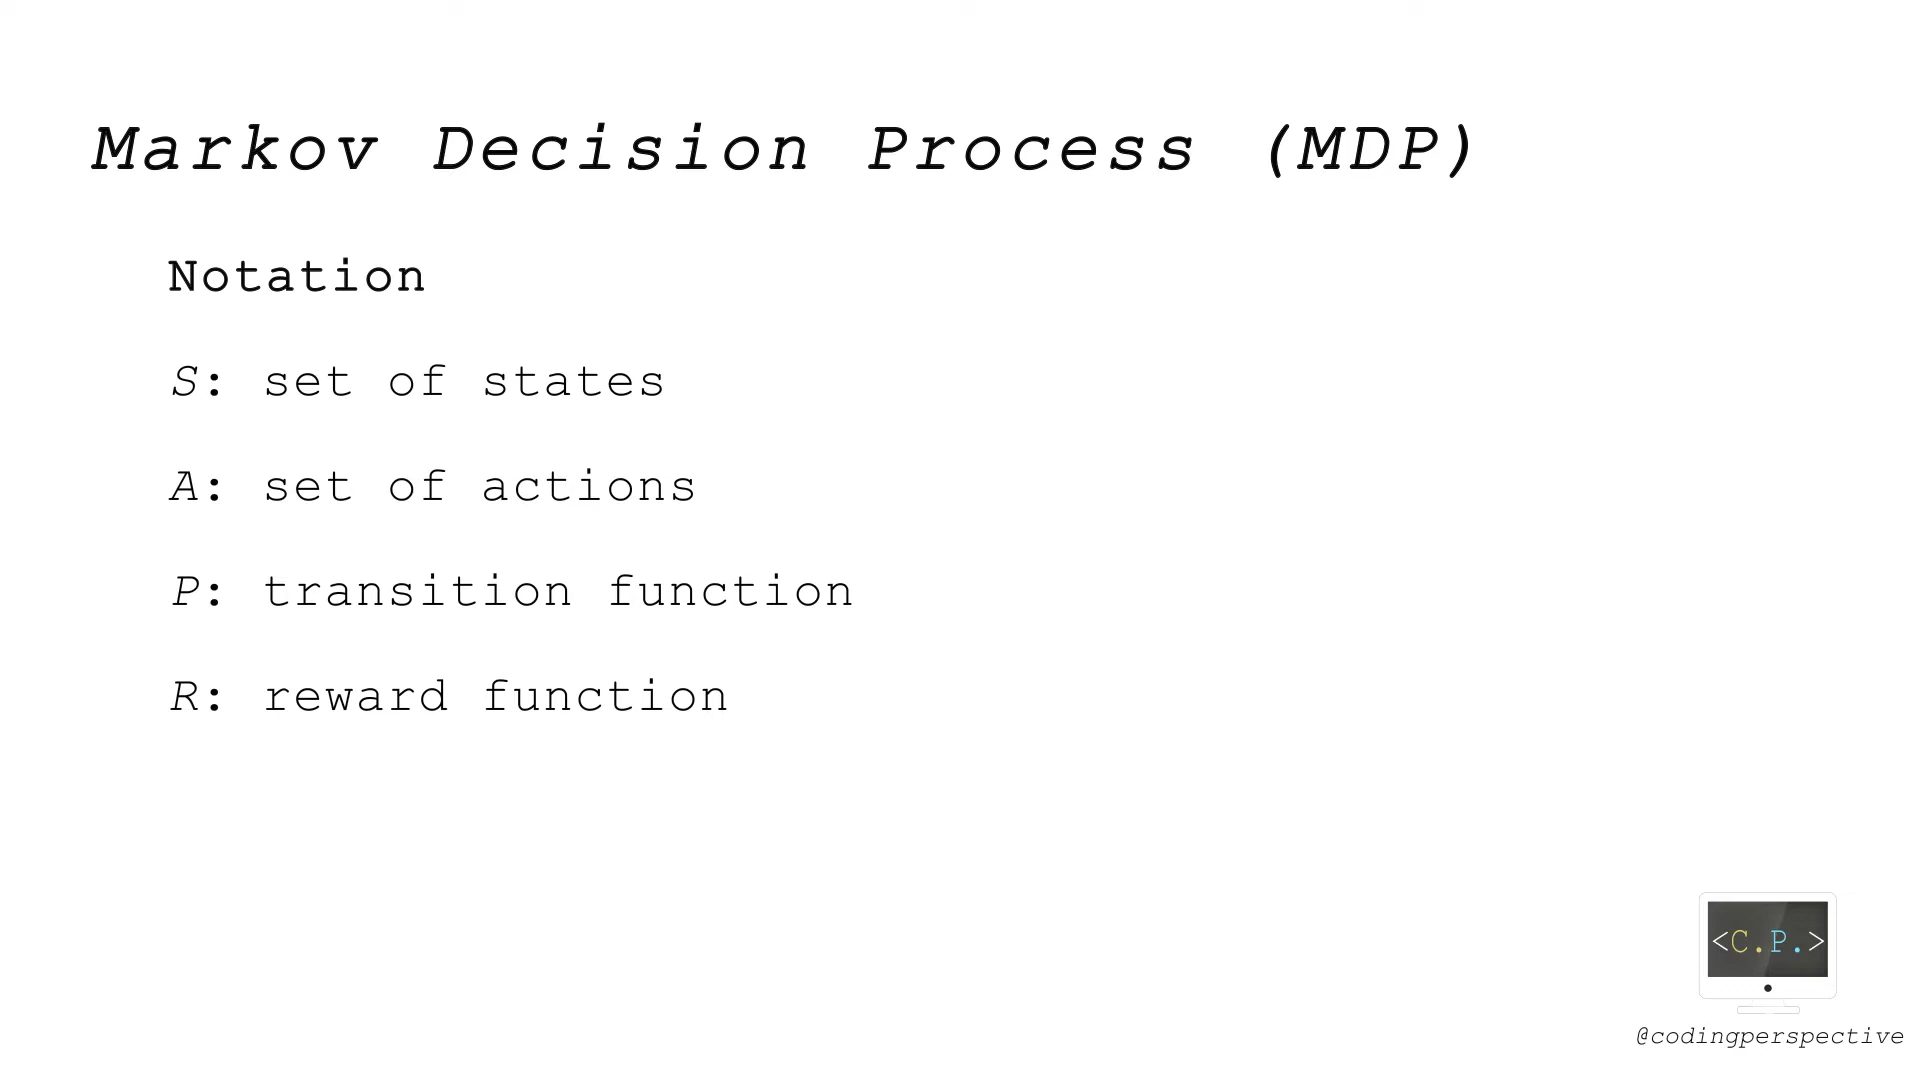 Markov Decision Process (MDP)
Notation
S: set of states
A: set of actions
P: transition function
R: reward function
<C.P.>
@codingperspective